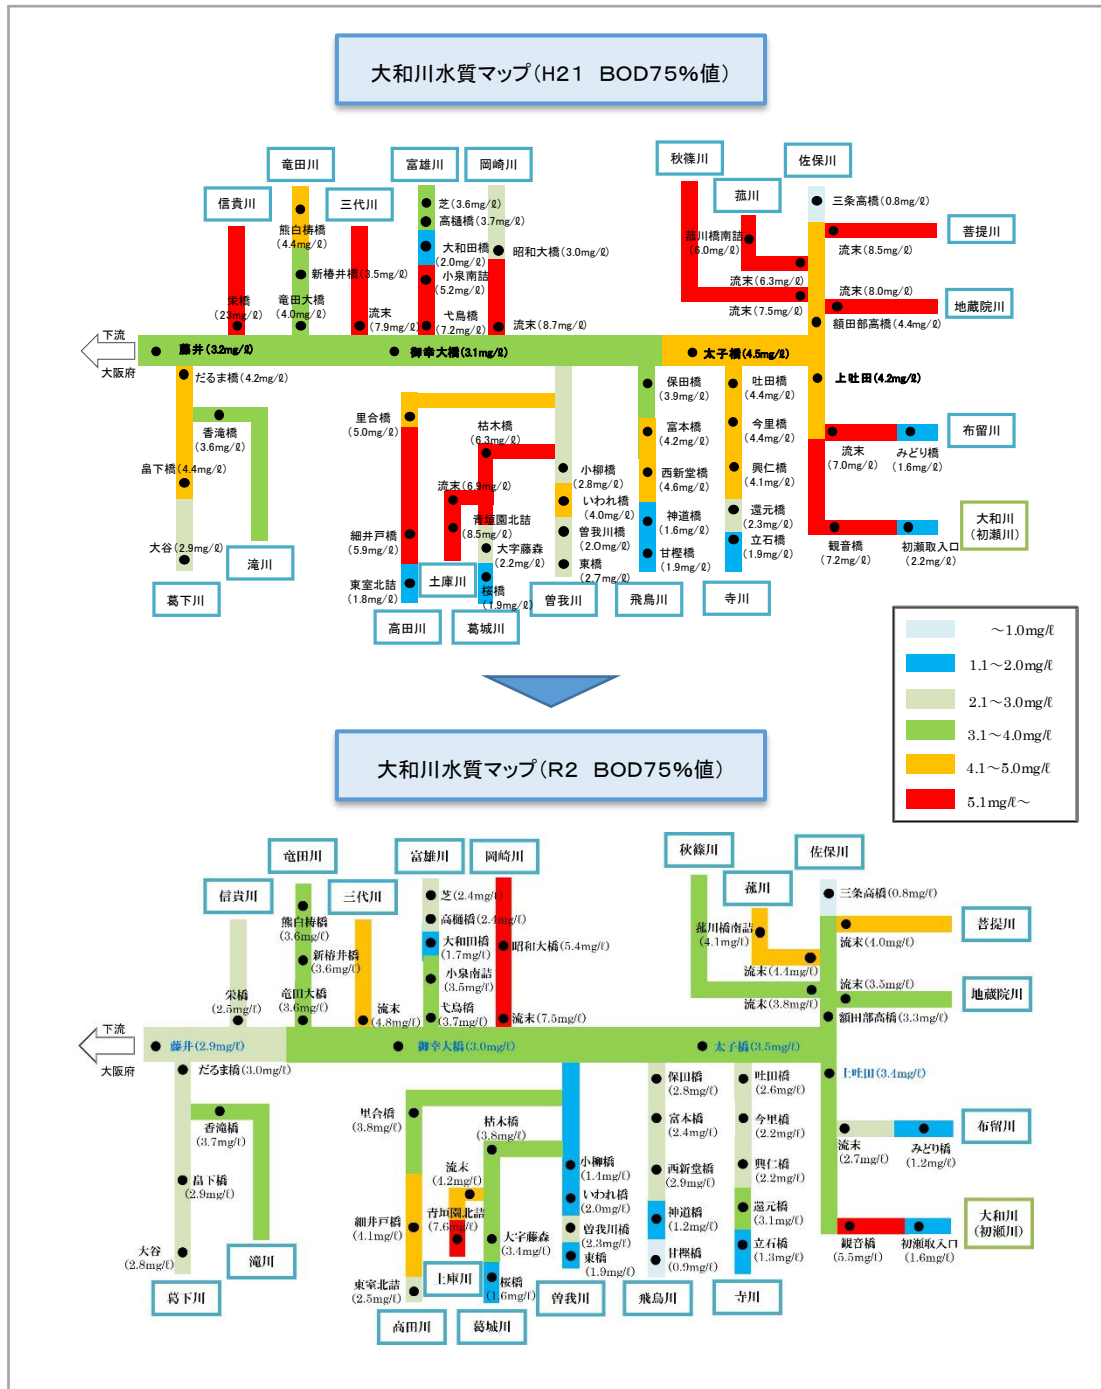 大和川水質マップ(H21 BOD75%値)
竜田川
富雄川
岡崎川
秋篠川
佐保川
信貴川
三代川
菰川
芝(3.6mg/ℓ)
高樋橋(3.7mg/ℓ)
三条高橋(0.8mg/ℓ)
熊白梼橋
(4.4mg/ℓ)
大和田橋
(2.0mg/ℓ)
昭和大橋(3.0mg/ℓ)
菰川橋南詰
(6.0mg/ℓ)
流末
(8.5mg/ℓ)
菩提川
新椿井橋(3.5mg/ℓ)
小泉南詰
(5.2mg/ℓ)
流末
(6.3mg/ℓ)
栄橋
(23mg/ℓ)
竜田大橋
(4.0mg/ℓ)
流末
(7.9mg/ℓ)
弋鳥橋
(7.2mg/ℓ)
流末(8.7mg/ℓ)
流末
(7.5mg/ℓ)
流末
(8.0mg/ℓ)
地蔵院川
額田部高橋(4.4mg/ℓ)
下流
大阪府
藤井(3.2mg/ℓ)
御幸大橋(3.1mg/ℓ)
太子橋(4.5mg/ℓ)
だるま橋(4.2mg/ℓ)
上吐田(4.2mg/ℓ)
保田橋
(3.9mg/ℓ)
吐田橋
(4.4mg/ℓ)
里合橋
(5.0mg/ℓ)
香滝橋
(3.6mg/ℓ)
枯木橋
(6.3mg/ℓ)
富本橋
(4.2mg/ℓ)
今里橋
(4.4mg/ℓ)
流末
(7.0mg/ℓ)
みどり橋
(1.6mg/ℓ)
布留川
畠下橋(4.4mg/ℓ)
流末(6.9mg/ℓ)
小柳橋
(2.8mg/ℓ)
西新堂橋
(4.6mg/ℓ)
興仁橋
(4.1mg/ℓ)
いわれ橋
(4.0mg/ℓ)
還元橋
(2.3mg/ℓ)
青垣園北詰
(8.5mg/ℓ)
神道橋
(1.6mg/ℓ)
細井戸橋
(5.9mg/ℓ)
曽我川橋
(2.0mg/ℓ)
立石橋
(1.9mg/ℓ)
観音橋
(7.2mg/ℓ)
初瀬取入口
(2.2mg/ℓ)
大和川
(初瀬川)
大谷(2.9mg/ℓ)
大字藤森
(2.2mg/ℓ)
東橋
(2.7mg/ℓ)
甘樫橋
(1.9mg/ℓ)
東室北詰
(1.8mg/ℓ)
桜橋
(1.9mg/ℓ)
滝川
葛下川
土庫川
高田川
葛城川
曽我川
飛鳥川
寺川
～1.0mg/ℓ
1.1～2.0mg/ℓ
2.1～3.0mg/ℓ
3.1～4.0mg/ℓ
4.1～5.0mg/ℓ
5.1mg/ℓ～
大和川水質マップ(R2 BOD75%値)
竜田川
富雄川
岡崎川
秋篠川
佐保川
信貴川
三代川
菰川
芝(2.4mg/ℓ)
高樋橋(2.4mg/ℓ)
三条高橋(0.8mg/ℓ)
熊白梼橋
(3.6mg/ℓ)
大和田橋
(1.7mg/ℓ)
昭和大橋(5.4mg/ℓ)
菰川橋南詰
(4.1mg/ℓ)
流末
(4.0mg/ℓ)
菩提川
新椿井橋
(3.6mg/ℓ)
小泉南詰
(3.5mg/ℓ)
流末
(4.4mg/ℓ)
栄橋
(2.5mg/ℓ)
竜田大橋
(3.6mg/ℓ)
流末
(4.8mg/ℓ)
弋鳥橋
(3.7mg/ℓ)
流末(7.5mg/ℓ)
流末(3.8mg/ℓ)
流末
(3.5mg/ℓ)
地蔵院川
額田部高橋(3.3mg/ℓ)
下流
大阪府
藤井(2.9mg/ℓ)
御幸大橋(3.0mg/ℓ)
太子橋(3.5mg/ℓ)
だるま橋(3.0mg/ℓ)
上吐田(3.4mg/ℓ)
保田橋
(2.8mg/ℓ)
吐田橋
(2.6mg/ℓ)
里合橋
(3.8mg/ℓ)
香滝橋
(3.7mg/ℓ)
枯木橋
(3.8mg/ℓ)
富本橋
(2.4mg/ℓ)
今里橋
(2.2mg/ℓ)
流末
(2.7mg/ℓ)
みどり橋
(1.2mg/ℓ)
布留川
畠下橋
(2.9mg/ℓ)
流末
(4.2mg/ℓ)
小柳橋
(1.4mg/ℓ)
西新堂橋
(2.9mg/ℓ)
興仁橋
(2.2mg/ℓ)
いわれ橋
(2.0mg/ℓ)
還元橋
(3.1mg/ℓ)
青垣園北詰
(7.6mg/ℓ)
神道橋
(1.2mg/ℓ)
細井戸橋
(4.1mg/ℓ)
大字藤森
(3.4mg/ℓ)
曽我川橋
(2.3mg/ℓ)
立石橋
(1.3mg/ℓ)
観音橋
(5.5mg/ℓ)
初瀬取入口
(1.6mg/ℓ)
大和川
(初瀬川)
大谷
(2.8mg/ℓ)
東橋
(1.9mg/ℓ)
甘樫橋
(0.9mg/ℓ)
東室北詰
(2.5mg/ℓ)
桜橋
(1.6mg/ℓ)
滝川
土庫川
葛下川
高田川
葛城川
曽我川
飛鳥川
寺川